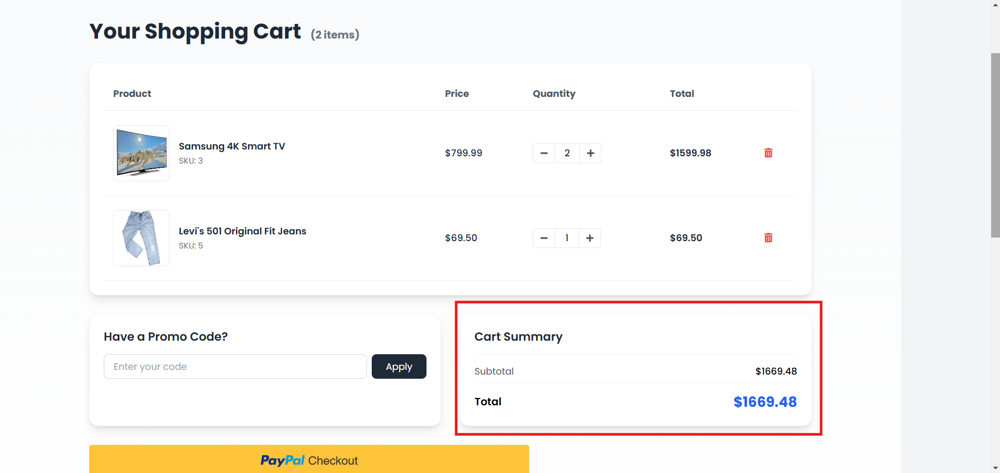 Your Shopping Cart (2 items)
Product Price Quantity Total
Samsung 4K Smart TV
SKU: 3
$799.99 − 2 + $1599.98
Levi's 501 Original Fit Jeans
SKU: 5
$69.50 − 1 + $69.50
Have a Promo Code?
Enter your code Apply
Cart Summary
Subtotal $1669.48
Total $1669.48
PayPal Checkout